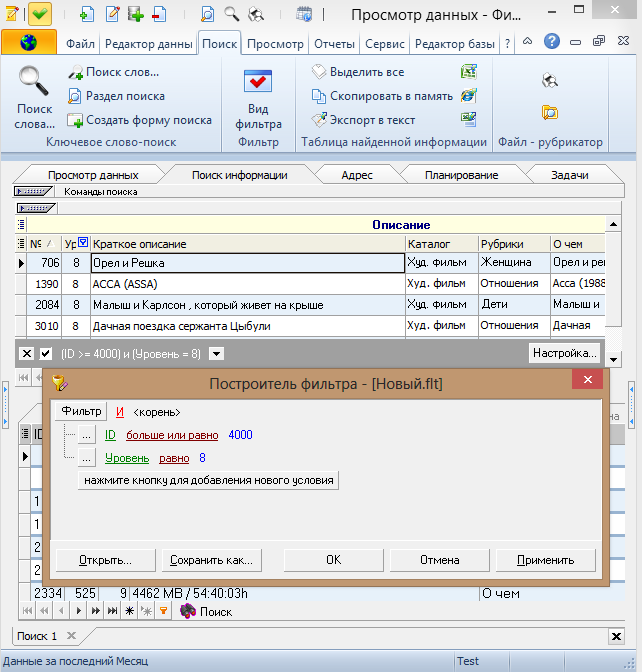 Просмотр данных - Фи...
Файл Редактор данны Поиск Просмотр Отчеты Сервис Редактор базы ?
Поиск слова...
Поиск слов...
Раздел поиска
Создать форму поиска
Ключевое слово-поиск
Вид фильтра
Фильтр
Выделить все
Скопировать в память
Экспорт в текст
Таблица найденной информации
Файл - рубрикатор
Просмотр данных Поиск информации Адрес Планирование Задачи
Команды поиска
Описание
№ Ур Краткое описание Каталог Рубрики О чем
706 8 Орел и Решка Худ. фильм Женщина Орел и ре
1390 8 АССА (ASSA) Худ. фильм Отношения Асса (1988
2084 8 Малыш и Карлсон , который живет на крыше Худ. фильм Дети Малыш и
3010 8 Дачная поездка сержанта Цыбули Худ. фильм Отношения Дачная
(ID >= 4000) и (Уровень = 8) Настройка...
Построитель фильтра - [Новый.flt]
Фильтр И <корень>
... ID больше или равно 4000
... Уровень равно 8
нажмите кнопку для добавления нового условия
Открыть... Сохранить как... OK Отмена Применить
2334 525 9 4462 MB / 54:40:03h О чем
Поиск
Поиск 1
Данные за последний Месяц Test